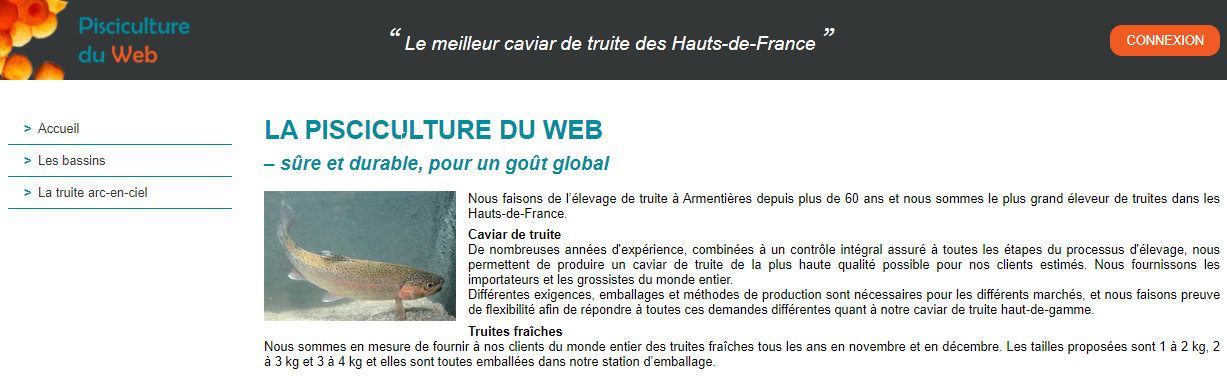 Pisciculture
du Web
“ Le meilleur caviar de truite des Hauts-de-France ”
CONNEXION
> Accueil
> Les bassins
> La truite arc-en-ciel
LA PISCICULTURE DU WEB
– sûre et durable, pour un goût global
Nous faisons de l’élevage de truite à Armentières depuis plus de 60 ans et nous sommes le plus grand éleveur de truites dans les
Hauts-de-France.
Caviar de truite
De nombreuses années d'expérience, combinées à un contrôle intégral assuré à toutes les étapes du processus d'élevage, nous
permettent de produire un caviar de truite de la plus haute qualité possible pour nos clients estimés. Nous fournissons les
importateurs et les grossistes du monde entier.
Différentes exigences, emballages et méthodes de production sont nécessaires pour les différents marchés, et nous faisons preuve
de flexibilité afin de répondre à toutes ces demandes différentes quant à notre caviar de truite haut-de-gamme.
Truites fraîches
Nous sommes en mesure de fournir à nos clients du monde entier des truites fraîches tous les ans en novembre et en décembre. Les tailles proposées sont 1 à 2 kg, 2
à 3 kg et 3 à 4 kg et elles sont toutes emballées dans notre station d’emballage.